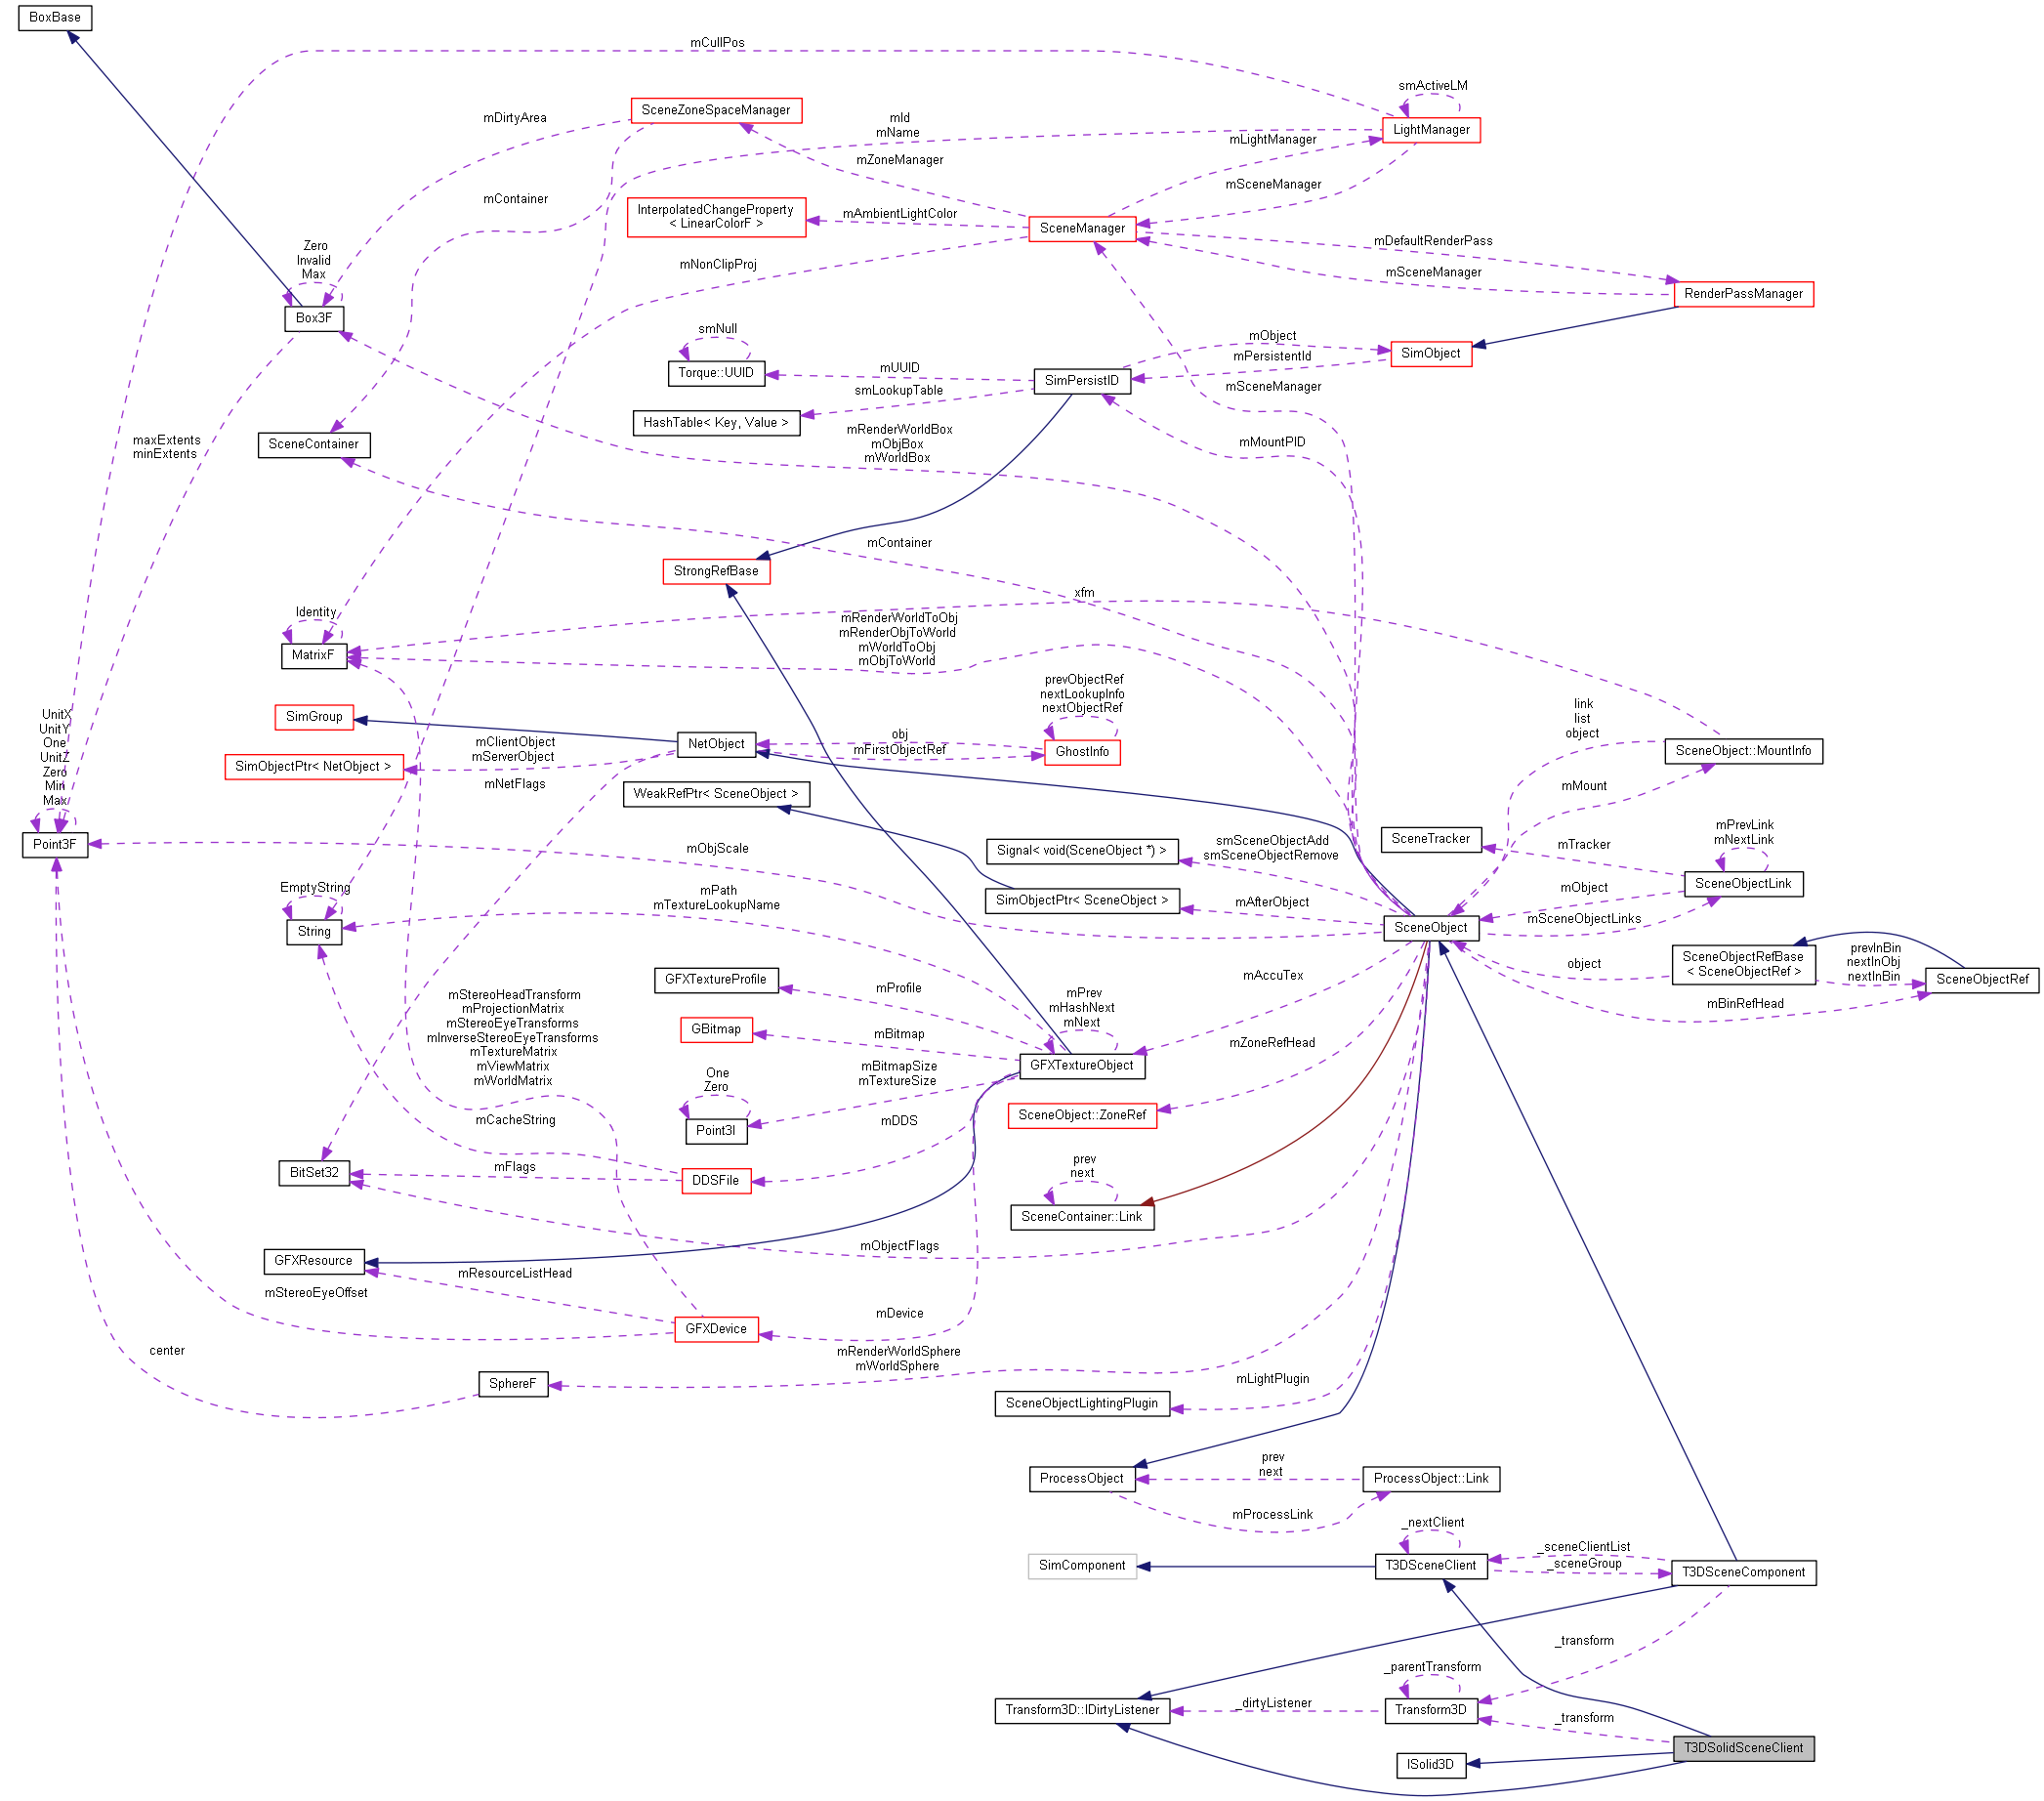 BoxBase
mCullPos
smActiveLM
SceneZoneSpaceManager
mDirtyArea
mId
mName
LightManager
mLightManager
mZoneManager
mSceneManager
mContainer
InterpolatedChangeProperty
< LinearColorF >
mAmbientLightColor
SceneManager
mDefaultRenderPass
Zero
Invalid
Max
mNonClipProj
mSceneManager
RenderPassManager
Box3F
smNull
mObject
SimObject
mPersistentId
Torque::UUID
mUUID
SimPersistID
mSceneManager
smLookupTable
HashTable< Key, Value >
maxExtents
minExtents
SceneContainer
mRenderWorldBox
mObjBox
mWorldBox
mMountPID
mContainer
StrongRefBase
xfm
Identity
mRenderWorldToObj
mRenderObjToWorld
mWorldToObj
mObjToWorld
MatrixF
prevObjectRef
nextLookupInfo
nextObjectRef
link
list
object
SimGroup
UnitX
UnitY
One
UnitZ
Zero
Min
Max
mClientObject
mServerObject
NetObject
obj
mFirstObjectRef
GhostInfo
SceneObject::MountInfo
SimObjectPtr< NetObject >
mNetFlags
WeakRefPtr< SceneObject >
mMount
Point3F
mObjScale
Signal< void(SceneObject *) >
smSceneObjectAdd
smSceneObjectRemove
SceneTracker
mTracker
mPrevLink
mNextLink
EmptyString
mPath
mTextureLookupName
SimObjectPtr< SceneObject >
mAfterObject
mObject
SceneObjectLink
String
SceneObject
mSceneObjectLinks
GFXTextureProfile
mProfile
mAccuTex
object
SceneObjectRefBase
< SceneObjectRef >
prevInBin
nextInObj
nextInBin
SceneObjectRef
mBinRefHead
mStereoHeadTransform
mProjectionMatrix
mStereoEyeTransforms
mInverseStereoEyeTransforms
mTextureMatrix
mViewMatrix
mWorldMatrix
GBitmap
mBitmap
mPrev
mHashNext
mNext
GFXTextureObject
mZoneRefHead
One
Zero
mBitmapSize
mTextureSize
Point3I
mCacheString
mDDS
SceneObject::ZoneRef
BitSet32
mFlags
DDSFile
prev
next
SceneContainer::Link
mObjectFlags
GFXResource
mResourceListHead
mStereoEyeOffset
GFXDevice
mDevice
center
mRenderWorldSphere
mWorldSphere
SphereF
mLightPlugin
SceneObjectLightingPlugin
ProcessObject
prev
next
ProcessObject::Link
mProcessLink
_nextClient
SimComponent
T3DSceneClient
_sceneClientList
_sceneGroup
T3DSceneComponent
_transform
_parentTransform
Transform3D::IDirtyListener
_dirtyListener
Transform3D
_transform
ISolid3D
T3DSolidSceneClient